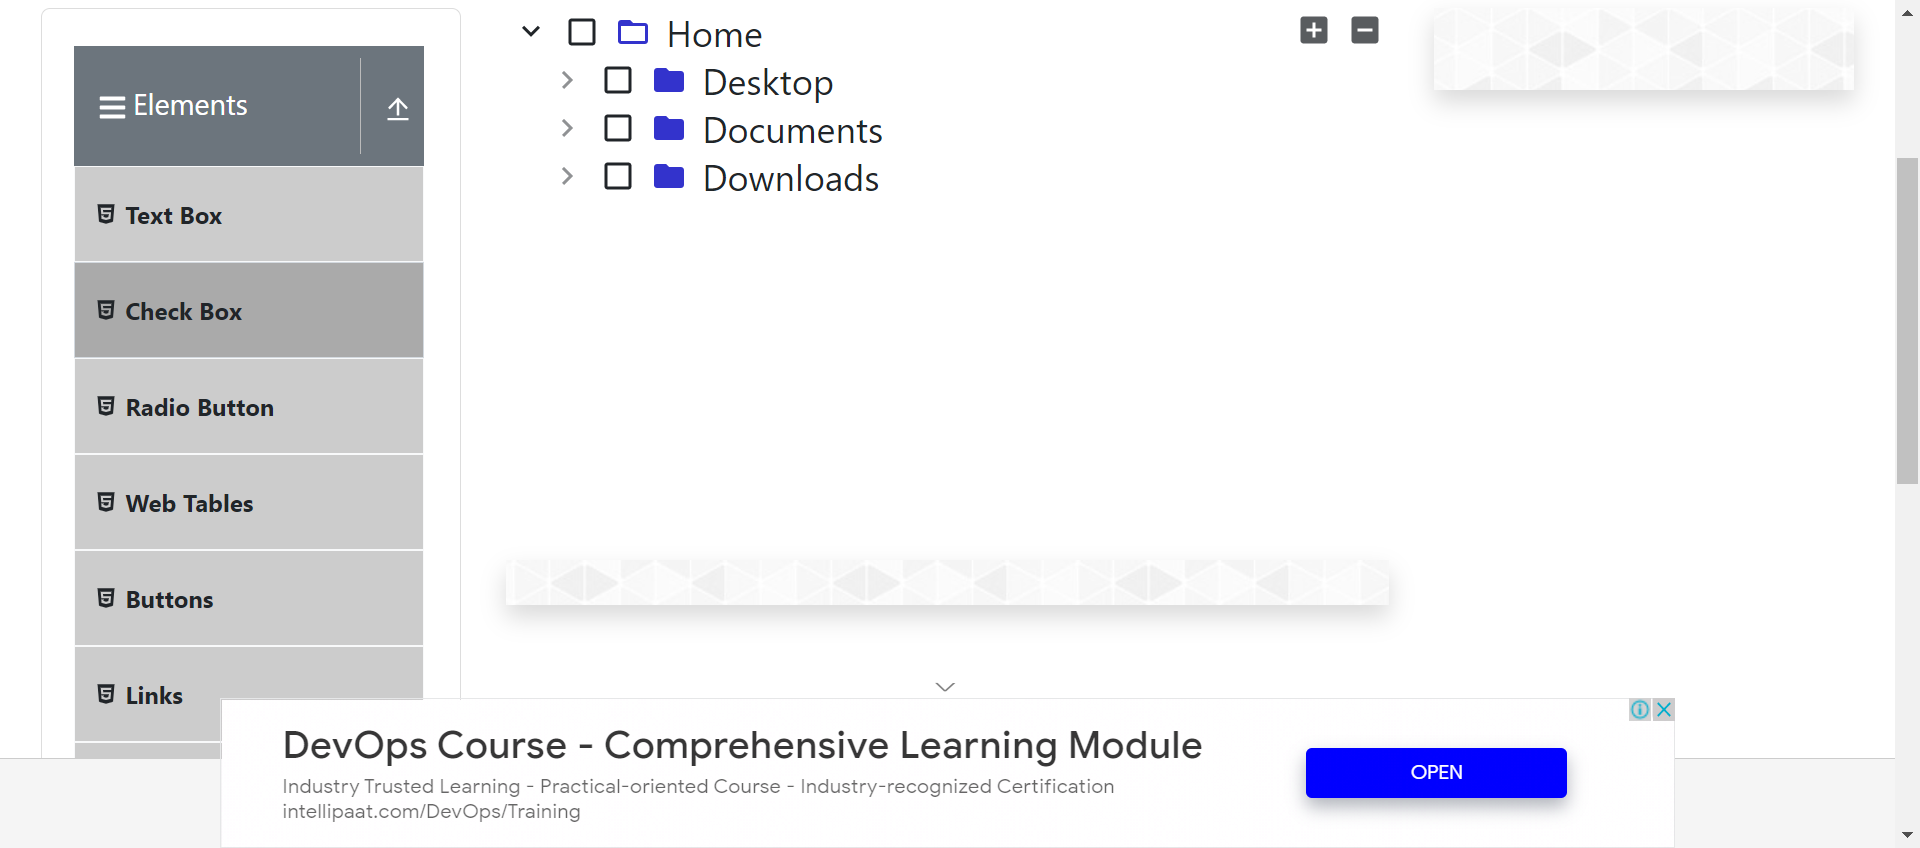 Elements
Text Box
Check Box
Radio Button
Web Tables
Buttons
Links
Home
Desktop
Documents
Downloads
DevOps Course - Comprehensive Learning Module
Industry Trusted Learning - Practical-oriented Course - Industry-recognized Certification
intellipaat.com/DevOps/Training
OPEN